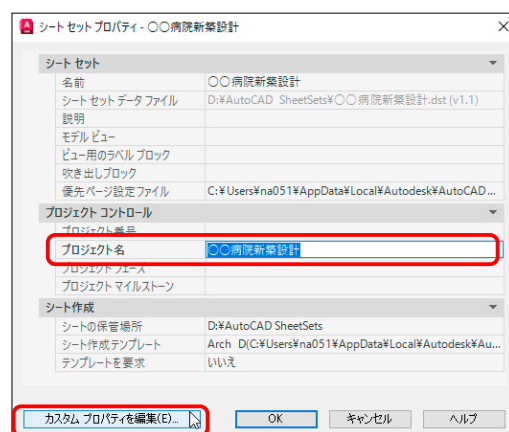 シート セット プロパティ - 〇〇病院新築設計
シート セット
名前 〇〇病院新築設計
シート セット データ ファイル D:¥AutoCAD SheetSets¥〇〇病院新築設計.dst (v1.1)
説明
モデル ビュー
ビュー用のラベル ブロック
吹き出しブロック
優先ページ設定ファイル C:¥Users¥na051¥AppData¥Local¥Autodesk¥AutoCAD...
プロジェクト コントロール
プロジェクト番号
プロジェクト名 〇〇病院新築設計
プロジェクト フェーズ
プロジェクト マイルストーン
シート作成
シートの保管場所 D:¥AutoCAD SheetSets
シート作成テンプレート Arch D(C:¥Users¥na051¥AppData¥Local¥Autodesk¥Au...
テンプレートを要求 いいえ
カスタム プロパティを編集(E)... OK キャンセル ヘルプ